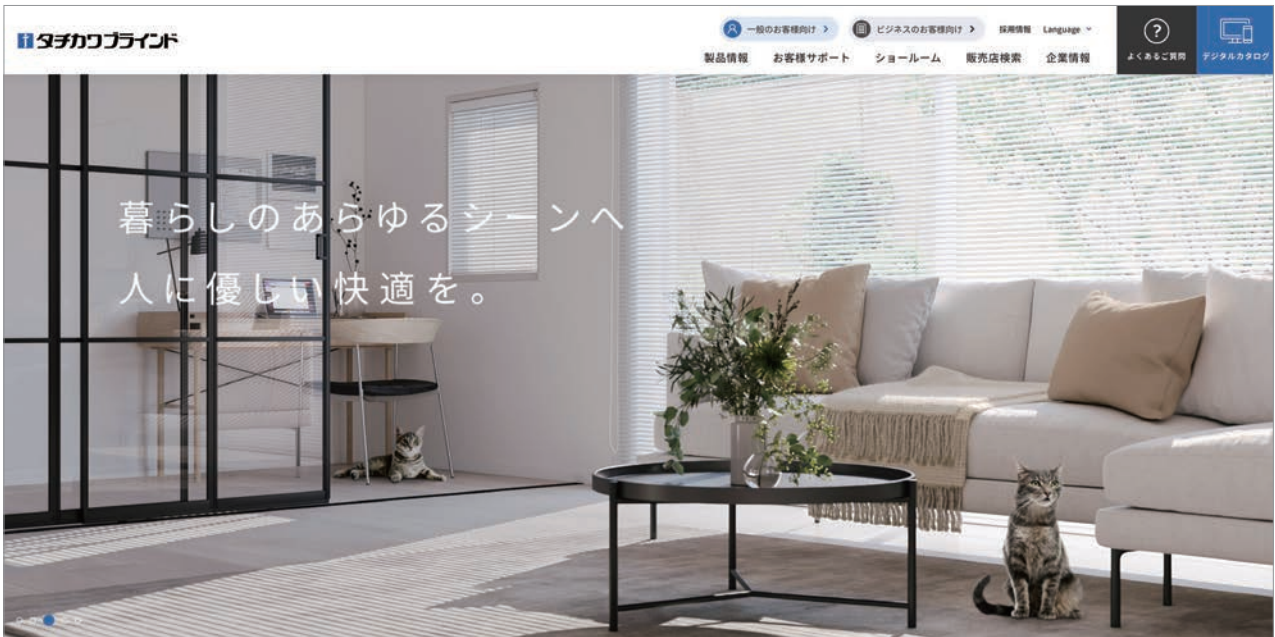 タチカワブラインド
一般のお客様向け
ビジネスのお客様向け
採用情報
Language
製品情報
お客様サポート
ショールーム
販売店検索
企業情報
?
よくあるご質問
デジタルカタログ
暮らしのあらゆるシーンへ
人に優しい快適を。